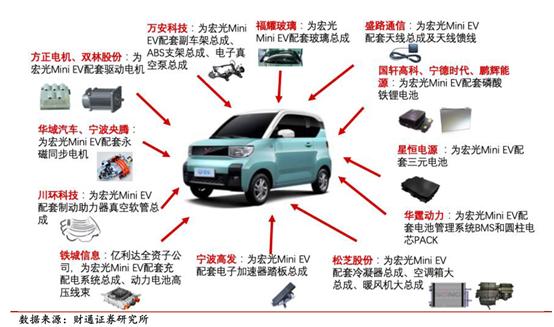 万安科技：为宏光Mini
EV配套副车架总成、
ABS支架总成、电子真
空泵总成
福耀玻璃：为宏光
Mini EV配套玻璃总成
盛路通信：为宏光Mini EV
配套天线总成及天线馈线
方正电机、双林股份：为
宏光Mini EV配套驱动电机
国轩高科、宁德时代、鹏辉能
源：为宏光Mini EV配套磷酸
铁锂电池
华域汽车、宁波央腾：
为宏光Mini EV配套永
磁同步电机
星恒电源：为宏光Mini EV配
套三元电池
川环科技：为宏光Mini EV
配套制动助力器真空软管总
成
华霆动力：为宏光Mini EV配
套电池管理系统BMS和圆柱电
芯PACK
铁城信息：亿利达全资子公
司，为宏光Mini EV配套充
配电系统总成、动力电池高
压线束
宁波高发：为宏光Mini EV
配套电子加速器踏板总成
松芝股份：为宏光Mini EV
配套冷凝器总成、空调箱大
总成、暖风机大总成
数据来源：财通证券研究所